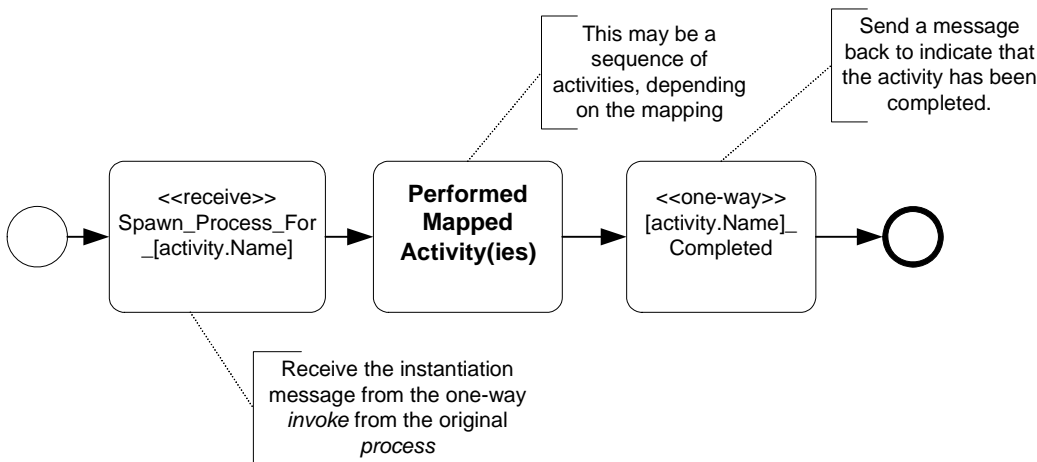 This may be a
sequence of
activities, depending
on the mapping
Send a message
back to indicate that
the activity has been
completed.
<<receive>>
Spawn_Process_For
_[activity.Name]
Performed
Mapped
Activity(ies)
<<one-way>>
[activity.Name]_
Completed
Receive the instantiation
message from the one-way
invoke from the original
process